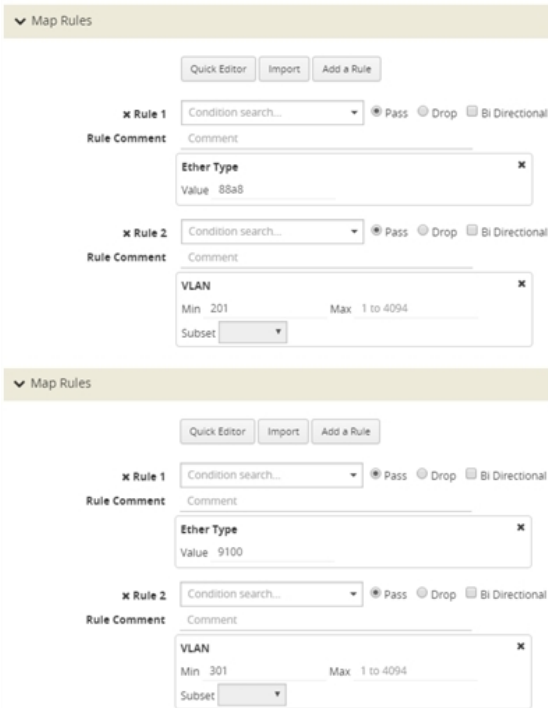 Map Rules
Quick Editor Import Add a Rule
× Rule 1 Condition search... Pass Drop Bi Directional
Rule Comment Comment
Ether Type ×
Value 88a8
× Rule 2 Condition search... Pass Drop Bi Directional
Rule Comment Comment
VLAN ×
Min 201 Max 1 to 4094
Subset
Map Rules
Quick Editor Import Add a Rule
× Rule 1 Condition search... Pass Drop Bi Directional
Rule Comment Comment
Ether Type ×
Value 9100
× Rule 2 Condition search... Pass Drop Bi Directional
Rule Comment Comment
VLAN ×
Min 301 Max 1 to 4094
Subset